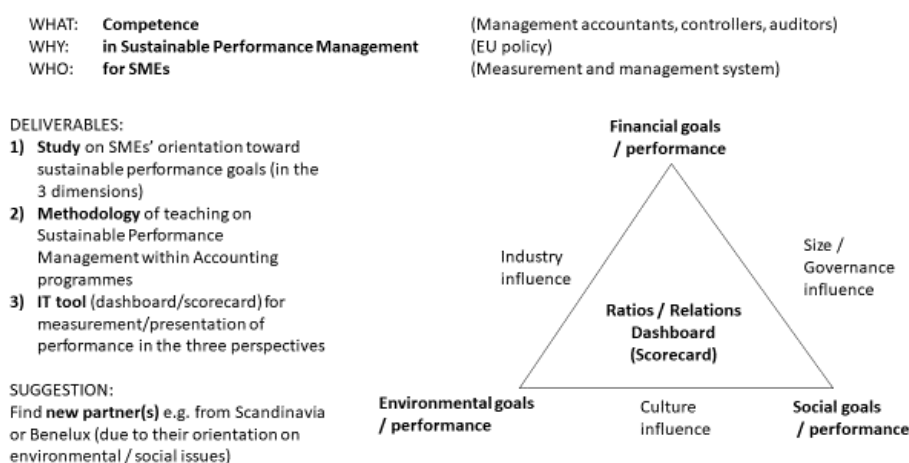 WHAT: Competence (Management accountants, controllers, auditors)
WHY: in Sustainable Performance Management (EU policy)
WHO: for SMEs (Measurement and management system)
DELIVERABLES:
1) Study on SMEs' orientation toward
sustainable performance goals (in the
3 dimensions)
2) Methodology of teaching on
Sustainable Performance
Management within Accounting
programmes
3) IT tool (dashboard/scorecard) for
measurement/presentation of
performance in the three perspectives
SUGGESTION:
Find new partner(s) e.g. from Scandinavia
or Benelux (due to their orientation on
environmental / social issues)
Financial goals
/ performance
Industry
influence
Size /
Governance
influence
Ratios / Relations
Dashboard
(Scorecard)
Environmental goals
/ performance
Culture
influence
Social goals
/ performance